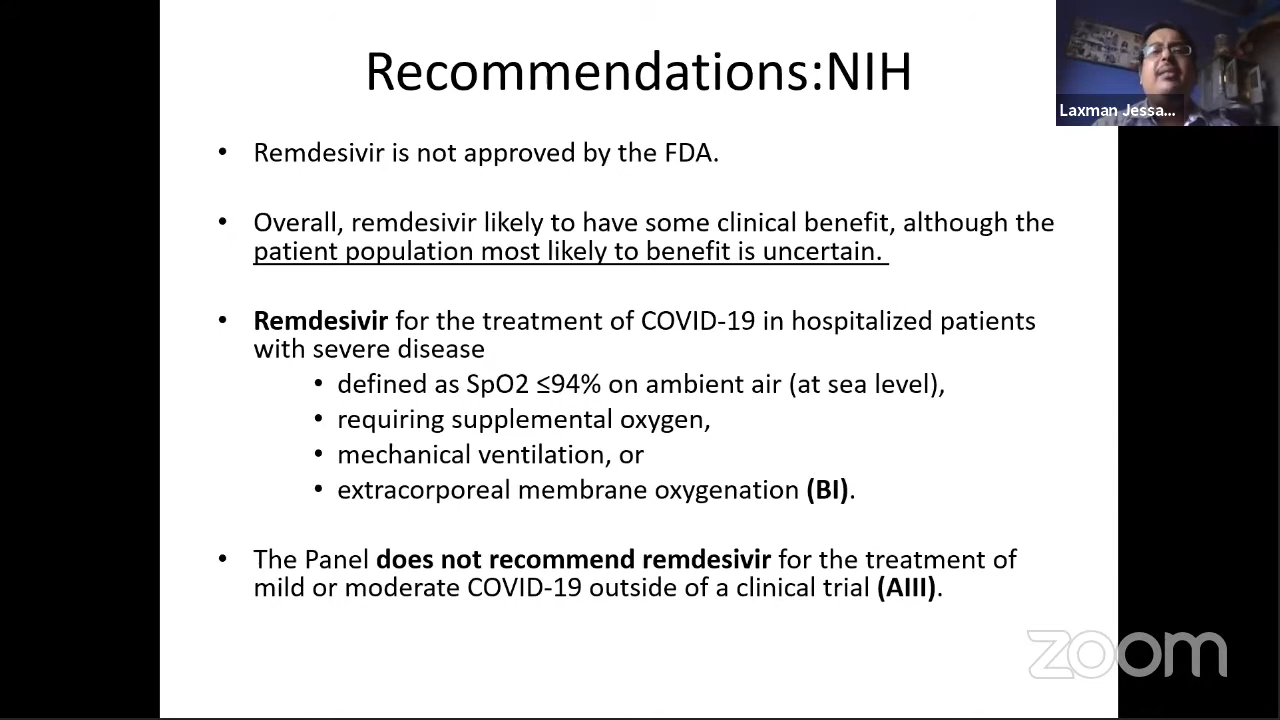 Recommendations:NIH
Laxman Jessa...
• Remdesivir is not approved by the FDA.
• Overall, remdesivir likely to have some clinical benefit, although the
patient population most likely to benefit is uncertain.
• Remdesivir for the treatment of COVID-19 in hospitalized patients
with severe disease
• defined as SpO2 ≤94% on ambient air (at sea level),
• requiring supplemental oxygen,
• mechanical ventilation, or
• extracorporeal membrane oxygenation (BI).
• The Panel does not recommend remdesivir for the treatment of
mild or moderate COVID-19 outside of a clinical trial (AIII).
zoom